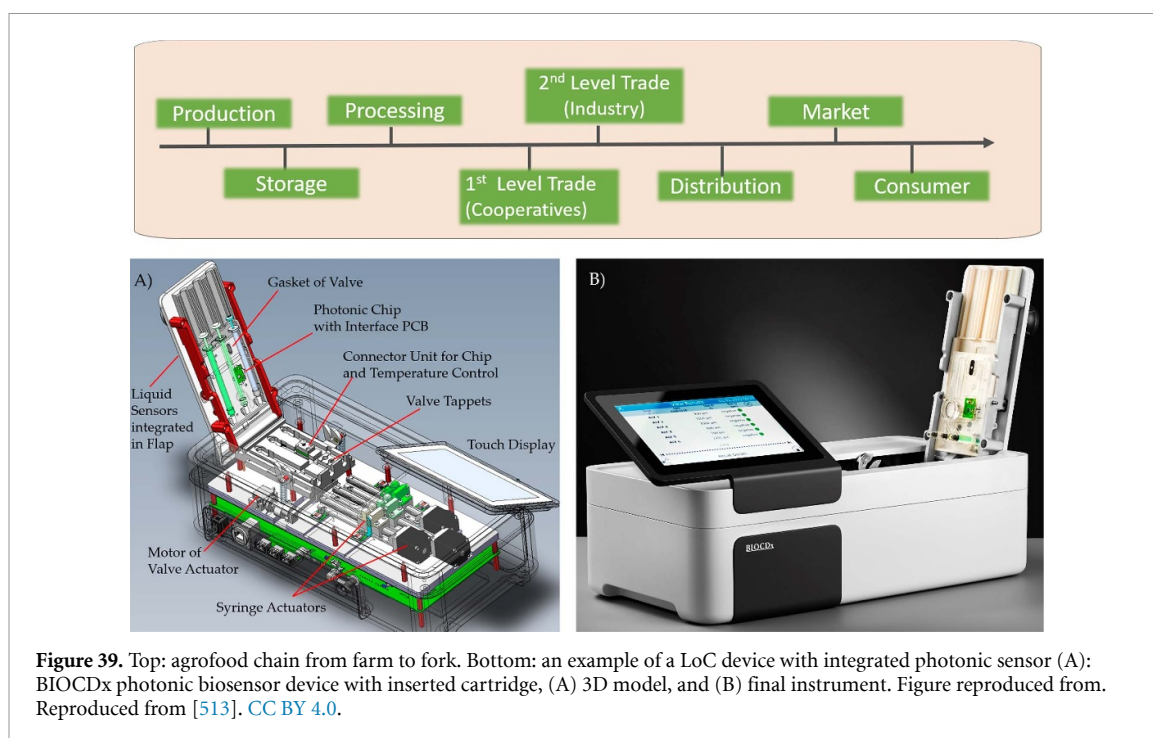 Production
Storage
Processing
1st Level Trade
(Cooperatives)
2nd Level Trade
(Industry)
Distribution
Market
Consumer
A)
Gasket of Valve
Photonic Chip
with Interface PCB
Connector Unit for Chip
and Temperature Control
Valve Tappets
Touch Display
Liquid
Sensors
integrated
in Flap
Motor of
Valve Actuator
Syringe Actuators
B)
BIOCDx
Figure 39. Top: agrofood chain from farm to fork. Bottom: an example of a LoC device with integrated photonic sensor (A):
BIOCDx photonic biosensor device with inserted cartridge, (A) 3D model, and (B) final instrument. Figure reproduced from.
Reproduced from [513]. CC BY 4.0.